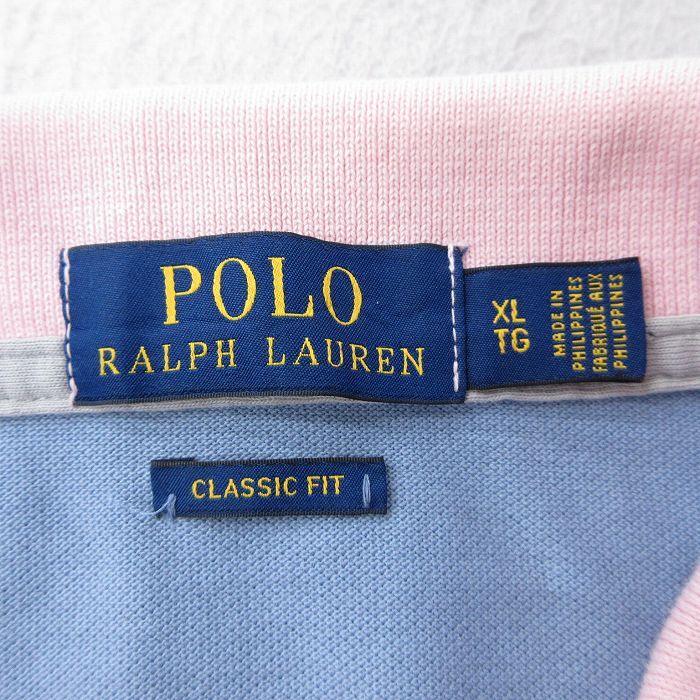 POLO
RALPH LAUREN
XL
TG
MADE IN
PHILIPPINES
FABRIQUÉ AUX
PHILIPPINES
CLASSIC FIT